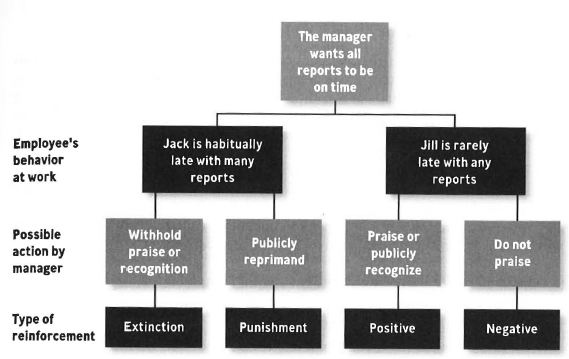 The manager
wants all
reports to be
on time
Employee's
behavior
at work
Jack is habitually
late with many
reports
Jill is rarely
late with any
reports
Possible
action by
manager
Withhold
praise or
recognition
Publicly
reprimand
Praise or
publicly
recognize
Do not
praise
Type of
reinforcement
Extinction
Punishment
Positive
Negative